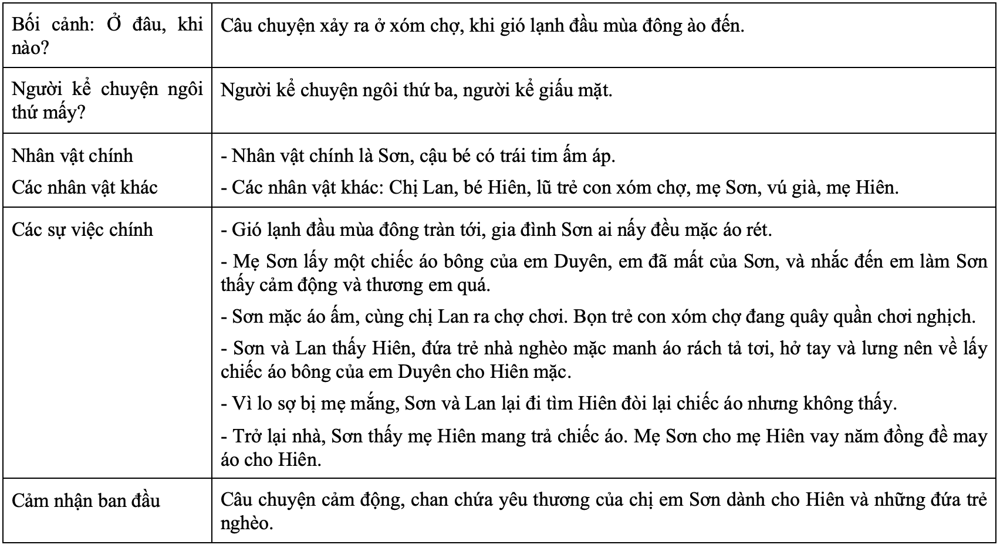 Bối cảnh: Ở đâu, khi
nào?
Câu chuyện xảy ra ở xóm chợ, khi gió lạnh đầu mùa đông ào đến.
Người kể chuyện ngôi
thứ mấy?
Người kể chuyện ngôi thứ ba, người kể giấu mặt.
Nhân vật chính
Các nhân vật khác
- Nhân vật chính là Sơn, cậu bé có trái tim ấm áp.
- Các nhân vật khác: Chị Lan, bé Hiên, lũ trẻ con xóm chợ, mẹ Sơn, vú già, mẹ Hiên.
Các sự việc chính
- Gió lạnh đầu mùa đông tràn tới, gia đình Sơn ai nấy đều mặc áo rét.
- Mẹ Sơn lấy một chiếc áo bông của em Duyên, em đã mất của Sơn, và nhắc đến em làm Sơn
thấy cảm động và thương em quá.
- Sơn mặc áo ấm, cùng chị Lan ra chợ chơi. Bọn trẻ con xóm chợ đang quây quần chơi nghịch.
- Sơn và Lan thấy Hiên, đứa trẻ nhà nghèo mặc manh áo rách tả tơi, hở tay và lưng nên về lấy
chiếc áo bông của em Duyên cho Hiên mặc.
- Vì lo sợ bị mẹ mắng, Sơn và Lan lại đi tìm Hiên đòi lại chiếc áo nhưng không thấy.
- Trở lại nhà, Sơn thấy mẹ Hiên mang trả chiếc áo. Mẹ Sơn cho mẹ Hiên vay năm đồng đề may
áo cho Hiên.
Cảm nhận ban đầu
Câu chuyện cảm động, chan chứa yêu thương của chị em Sơn dành cho Hiên và những đứa trẻ
nghèo.